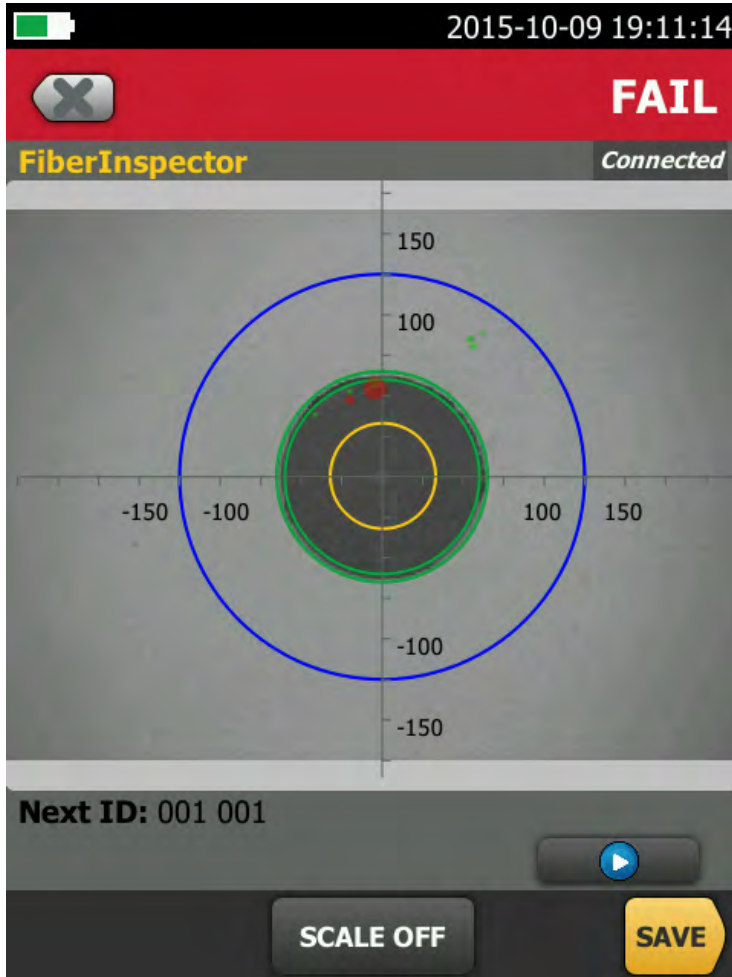 2015-10-09 19:11:14
FAIL
FiberInspector
Connected
150
100
-150 -100 100 150
-100
-150
Next ID: 001 001
SCALE OFF
SAVE